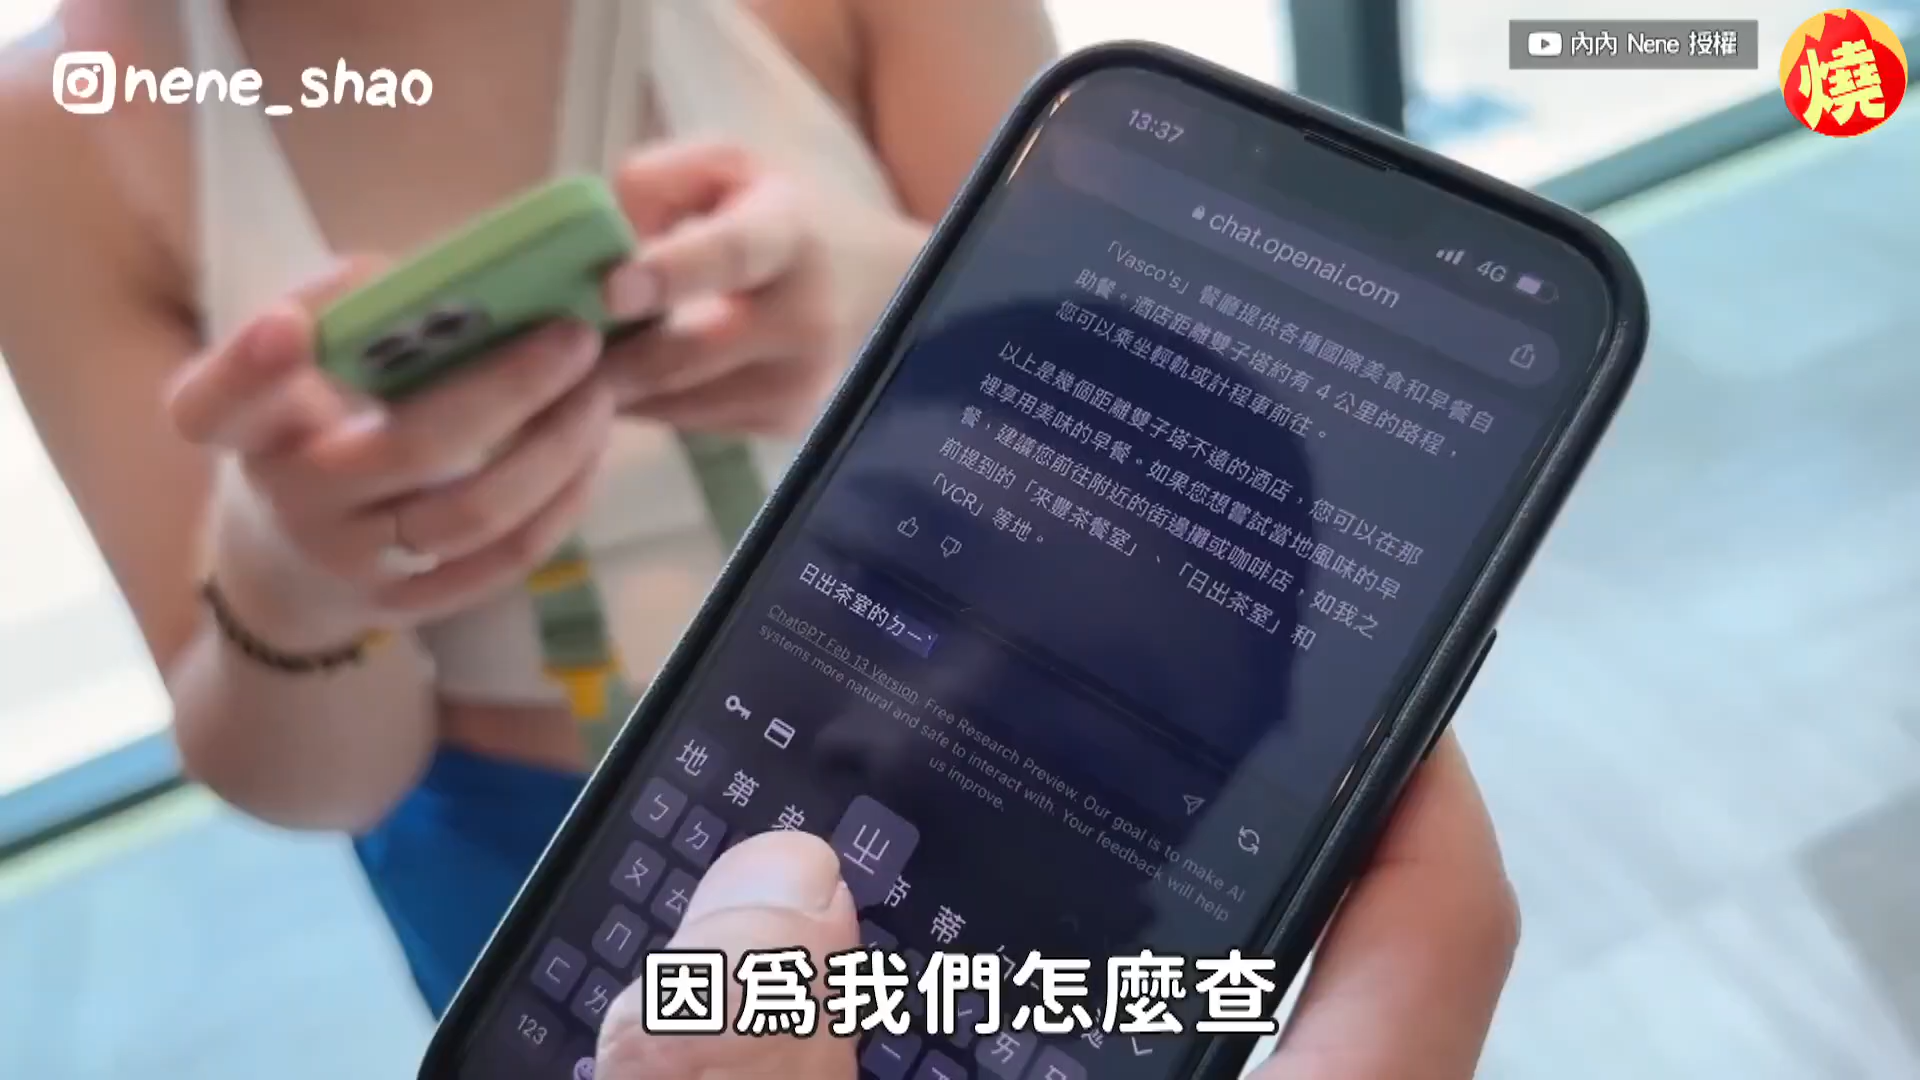 nene_shao
內內 Nene 授權
燒
13:37
4G
chat.openai.com
「Vasco's」餐廳提供各種國際美食和早餐自
助餐。酒店距離雙子塔約有 4 公里的路程，
您可以乘坐輕軌或計程車前往。
以上是幾個距離雙子塔不遠的酒店，您可以在那
裡享用美味的早餐。如果您想嘗試當地風味的早
餐，建議您前往附近的街邊攤或咖啡店，如我之
前提到的「來豐茶餐室」、「日出茶室」和
「VCR」等地。
日出茶室的ㄉㄧˋ
ChatGPT Feb 13 Version. Free Research Preview. Our goal is to make AI
systems more natural and safe to interact with. Your feedback will help
us improve.
地 第 弟 帝 蒂
ㄓ
ㄅ ㄉ
ㄆ ㄊ
ㄇ
ㄈ ㄌ
ㄞ
123
因爲我們怎麼查